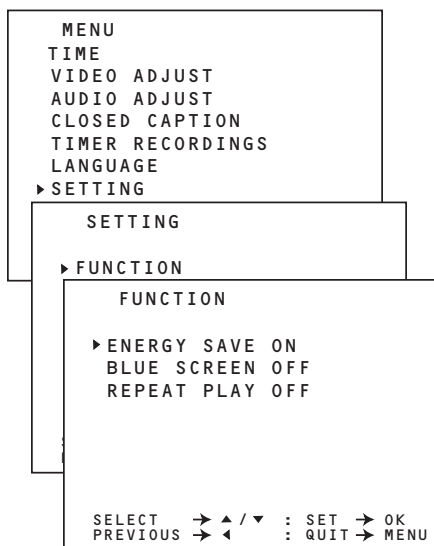 MENU
TIME
VIDEO ADJUST
AUDIO ADJUST
CLOSED CAPTION
TIMER RECORDINGS
LANGUAGE
▶ SETTING
SETTING
▶ FUNCTION
FUNCTION
▶ ENERGY SAVE ON
BLUE SCREEN OFF
REPEAT PLAY OFF
SELECT → ▲ / ▼ : SET → OK
PREVIOUS → ◀ : QUIT → MENU